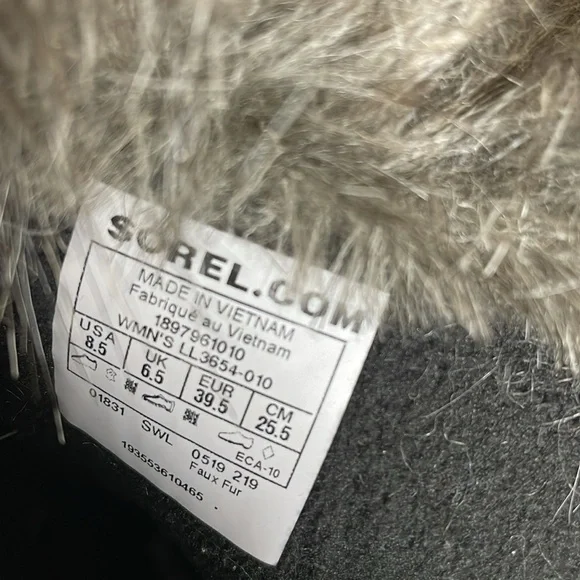 SOREL.COM
MADE IN VIETNAM
Fabriqué au Vietnam
1897961010
WMN'S LL3654-010
USA UK EUR CM
8.5 6.5 39.5 25.5
ECA-10
01831 SWL 0519 219
193553610465 Faux Fur